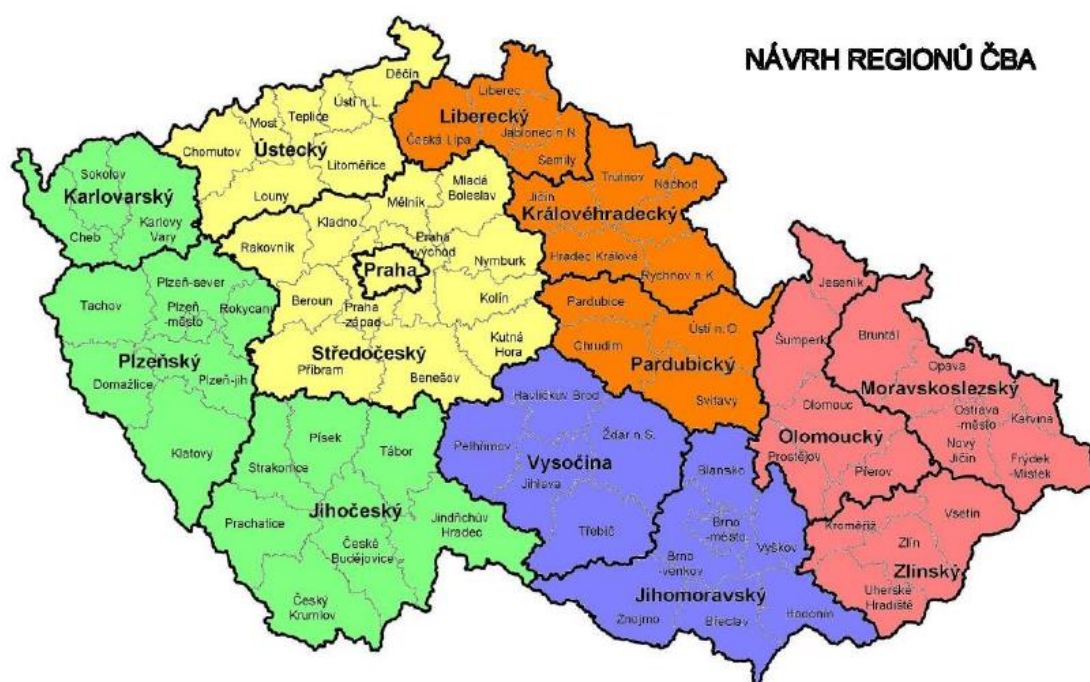 NÁVRH REGIONŮ ČBA
Děčín
Ústí n.L.
Teplice
Most
Chomutov
Ústecký
Litoměřice
Louny
Liberec
Liberecký
Česká Lípa
Jablonec n N.
Semily
Sokolov
Karlovarský
Cheb
Karlovy
Vary
Trutnov
Náchod
Jičín
Královéhradecký
Hradec Králové
Rychnov n.K.
Mladá
Boleslav
Mělník
Kladno
Rakovník
Praha
-východ
Nymburk
Praha
Beroun
Praha
-západ
Kolín
Kutná
Hora
Středočeský
Příbram
Benešov
Plzeň-sever
Tachov
Plzeň
-město
Rokycany
Plzeňský
Domažlice
Plzeň-jih
Klatovy
Pardubice
Ústí n.O.
Chrudim
Pardubický
Svitavy
Jeseník
Šumperk
Bruntál
Opava
Moravskoslezský
Ostrava
-město
Karvina
Nový
Jičín
Frýdek
-Místek
Olomouc
Olomoucký
Prostějov
Přerov
Havlíčkuv Brod
Pelhřimov
Ždar n.S.
Vysočina
Jihlava
Třebíč
Písek
Tábor
Strakonice
Prachatice
Jihočeský
Jindřichův
Hradec
České
Budějovice
Český
Krumlov
Blansko
Brno
-město
Vyškov
Brno
-venkov
Jihomoravský
Znojmo
Břeclav
Hodonín
Kroměříž
Vsetín
Zlín
Zlínský
Uherské
Hradiště